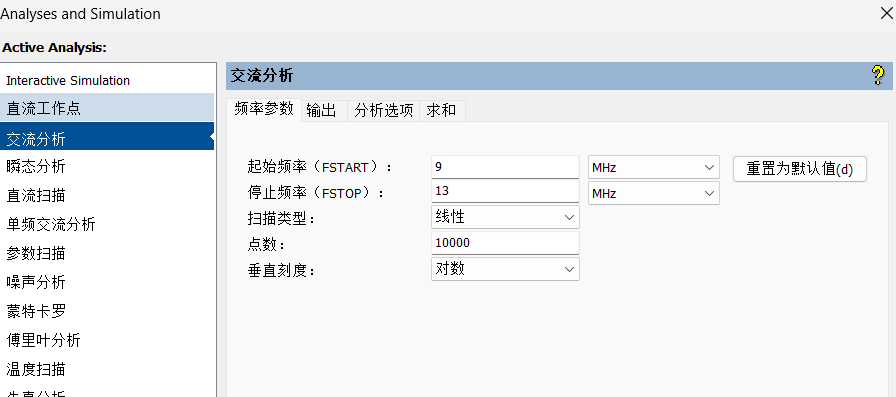 Analyses and Simulation
Active Analysis:
Interactive Simulation
直流工作点
交流分析
瞬态分析
直流扫描
单频交流分析
参数扫描
噪声分析
蒙特卡罗
傅里叶分析
温度扫描
失真分析
交流分析
频率参数 输出 分析选项 求和
起始频率（FSTART）： 9 MHz 重置为默认值(d)
停止频率（FSTOP）： 13 MHz
扫描类型： 线性
点数： 10000
垂直刻度： 对数